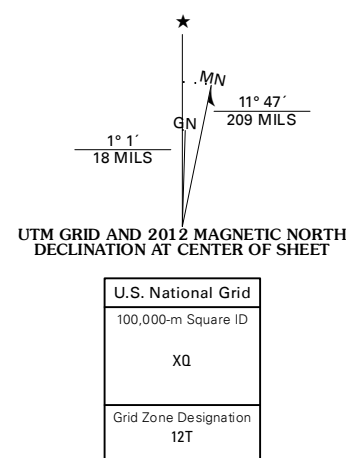 ★
MN
GN
11° 47´
209 MILS
1° 1´
18 MILS
UTM GRID AND 2012 MAGNETIC NORTH
DECLINATION AT CENTER OF SHEET
U.S. National Grid
100,000-m Square ID
XQ
Grid Zone Designation
12T